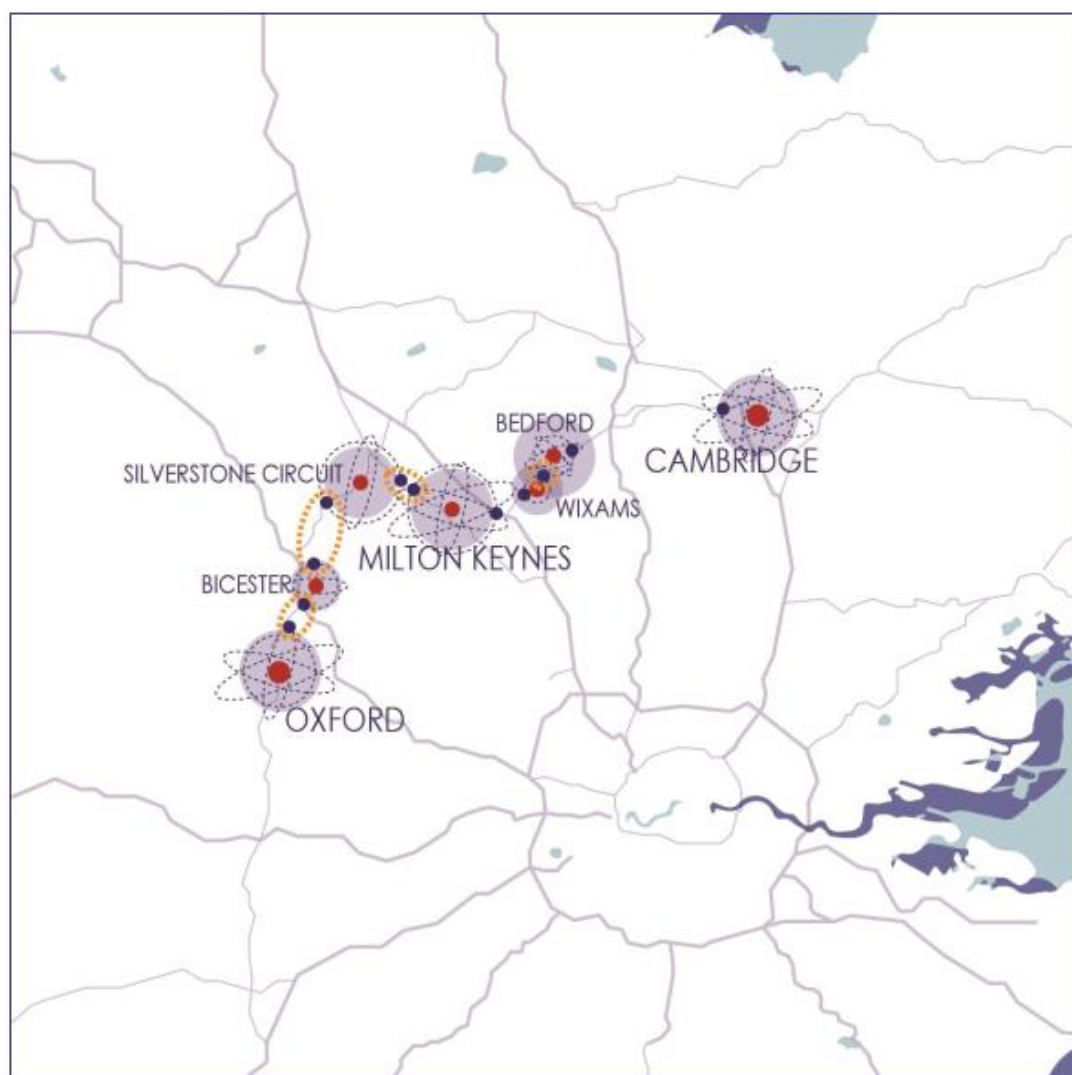 BEDFORD
CAMBRIDGE
SILVERSTONE CIRCUIT
WIXAMS
MILTON KEYNES
BICESTER
OXFORD